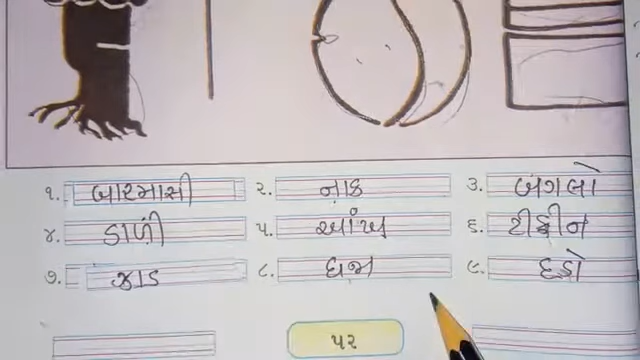 ૧. બારમાસી ૨. નાક ૩. બંગલો
૪. ડાળી ૫. આંખ ૬. ટીફીન
૭. ઝાડ ૮. ધજા ૯. દડો
૫૨